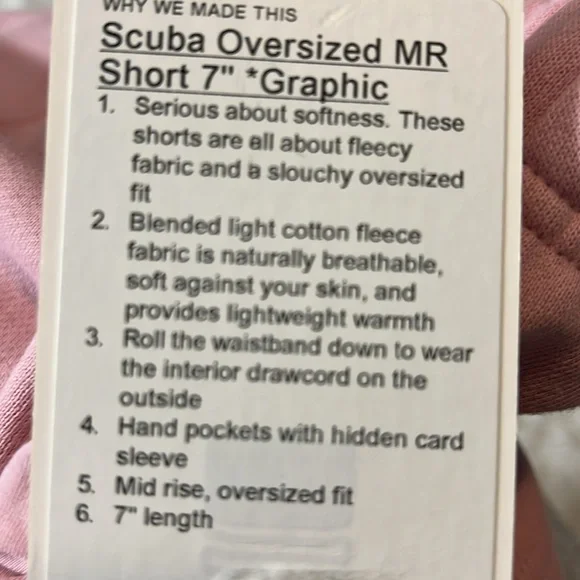 WHY WE MADE THIS
Scuba Oversized MR
Short 7" *Graphic
1. Serious about softness. These
shorts are all about fleecy
fabric and a slouchy oversized
fit
2. Blended light cotton fleece
fabric is naturally breathable,
soft against your skin, and
provides lightweight warmth
3. Roll the waistband down to wear
the interior drawcord on the
outside
4. Hand pockets with hidden card
sleeve
5. Mid rise, oversized fit
6. 7" length